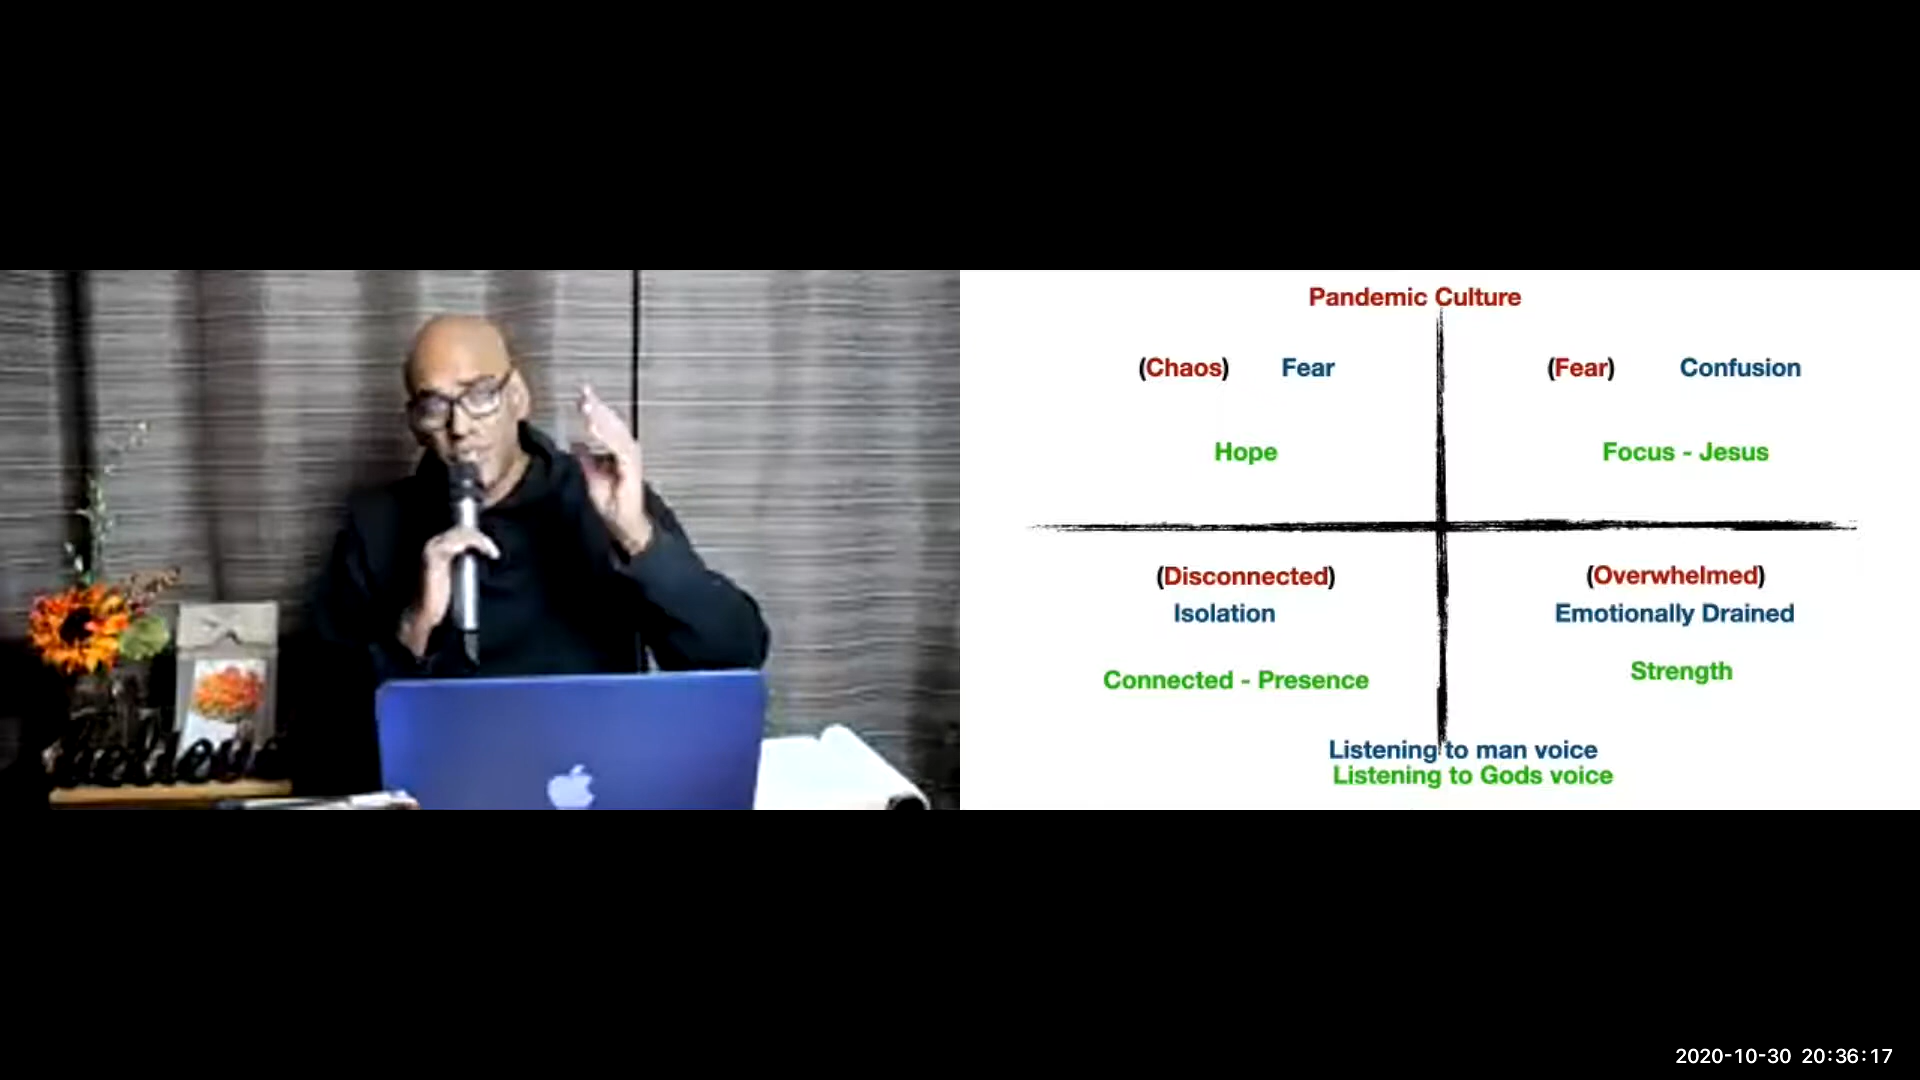 Pandemic Culture
(Chaos) Fear
(Fear) Confusion
Hope
Focus - Jesus
(Disconnected)
Isolation
Connected - Presence
(Overwhelmed)
Emotionally Drained
Strength
Listening to man voice
Listening to Gods voice
believe
2020-10-30 20:36:17